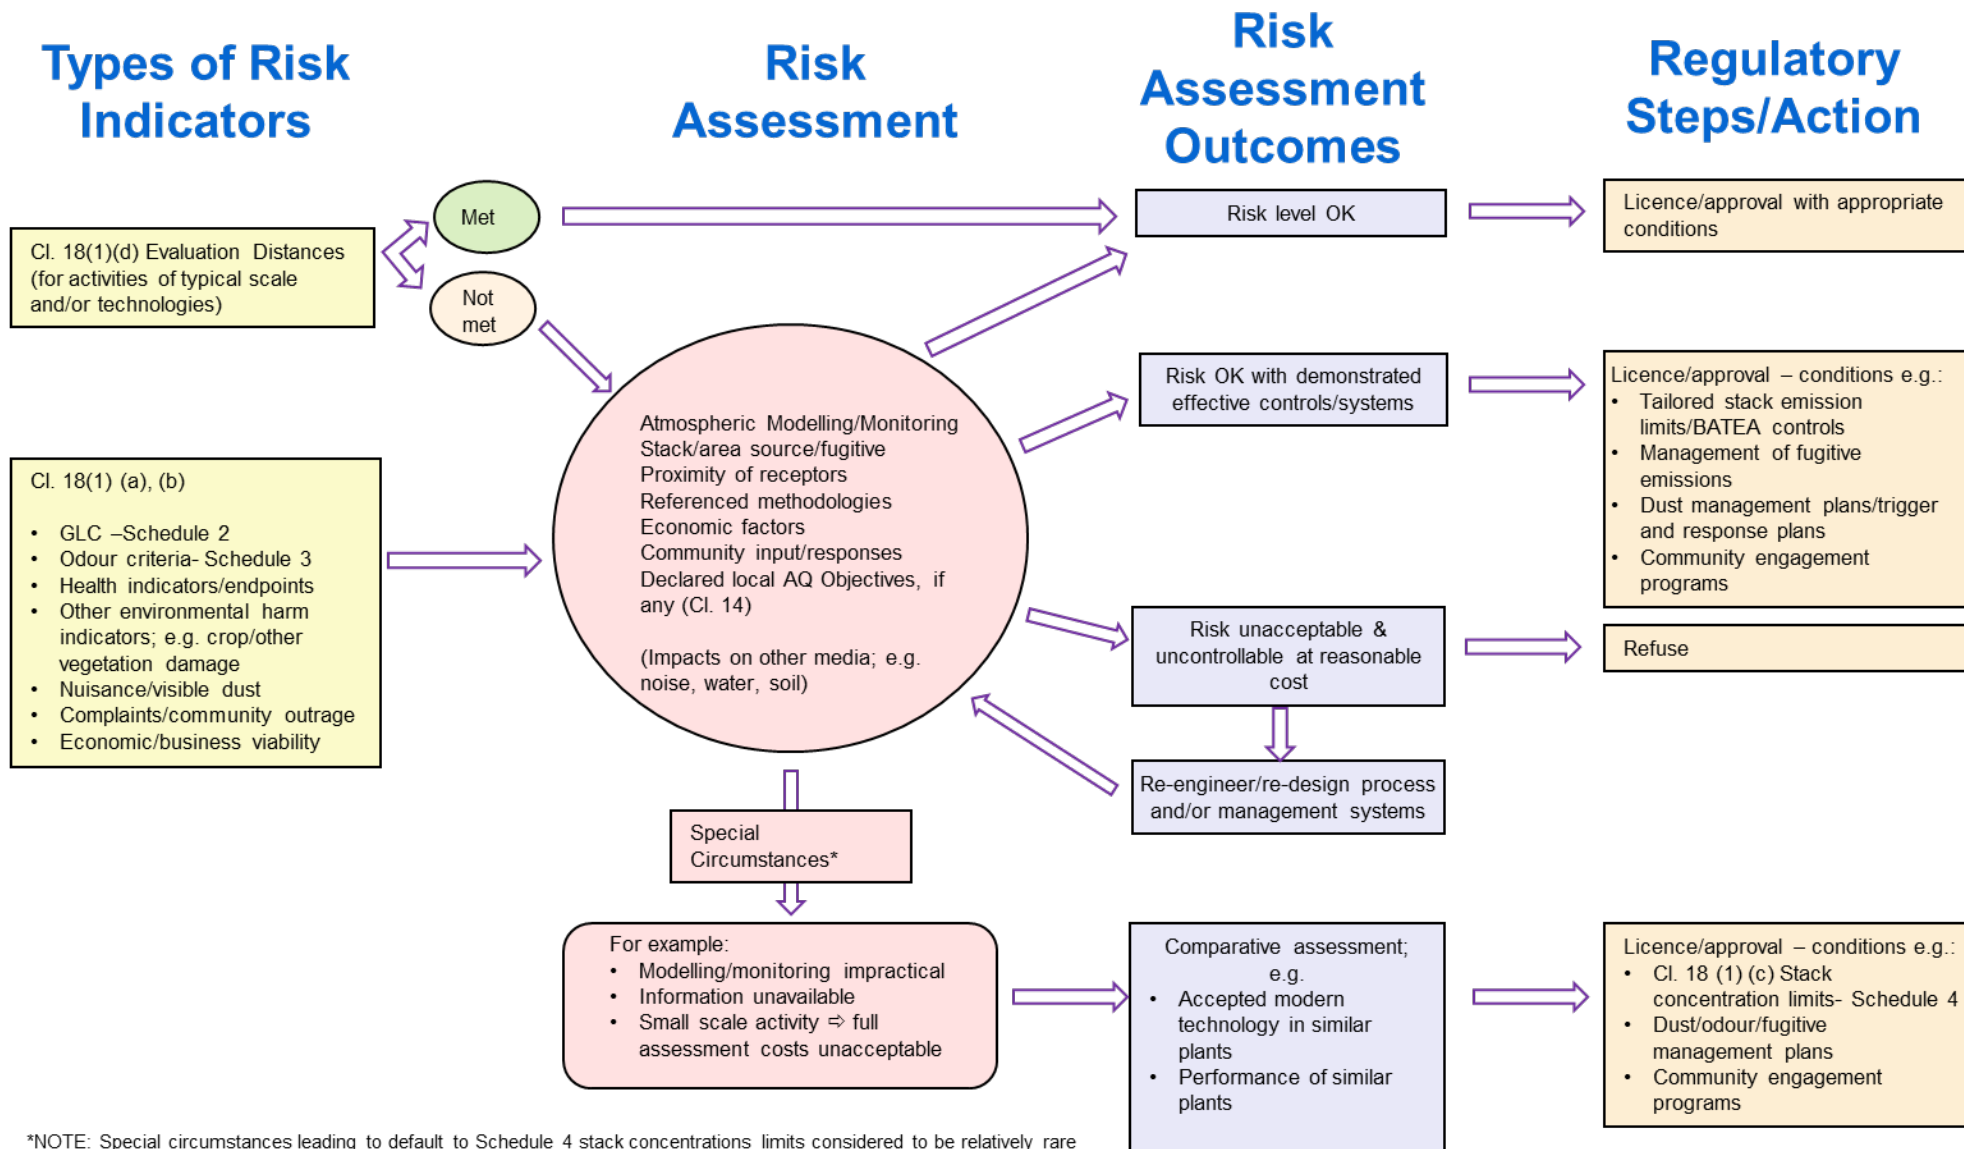 Types of Risk
Indicators
Risk
Assessment
Risk
Assessment
Outcomes
Regulatory
Steps/Action
Cl. 18(1)(d) Evaluation Distances
(for activities of typical scale
and/or technologies)
Met
Not
met
Risk level OK
Licence/approval with appropriate
conditions
Cl. 18(1) (a), (b)
• GLC –Schedule 2
• Odour criteria- Schedule 3
• Health indicators/endpoints
• Other environmental harm
indicators; e.g. crop/other
vegetation damage
• Nuisance/visible dust
• Complaints/community outrage
• Economic/business viability
Atmospheric Modelling/Monitoring
Stack/area source/fugitive
Proximity of receptors
Referenced methodologies
Economic factors
Community input/responses
Declared local AQ Objectives, if
any (Cl. 14)
(Impacts on other media; e.g.
noise, water, soil)
Risk OK with demonstrated
effective controls/systems
Licence/approval – conditions e.g.:
• Tailored stack emission
limits/BATEA controls
• Management of fugitive
emissions
• Dust management plans/trigger
and response plans
• Community engagement
programs
Risk unacceptable &
uncontrollable at reasonable
cost
Refuse
Re-engineer/re-design process
and/or management systems
Special
Circumstances*
For example:
• Modelling/monitoring impractical
• Information unavailable
• Small scale activity ⇨ full
assessment costs unacceptable
Comparative assessment;
e.g.
• Accepted modern
technology in similar
plants
• Performance of similar
plants
Licence/approval – conditions e.g.:
• Cl. 18 (1) (c) Stack
concentration limits- Schedule 4
• Dust/odour/fugitive
management plans
• Community engagement
programs
*NOTE: Special circumstances leading to default to Schedule 4 stack concentrations limits considered to be relatively rare